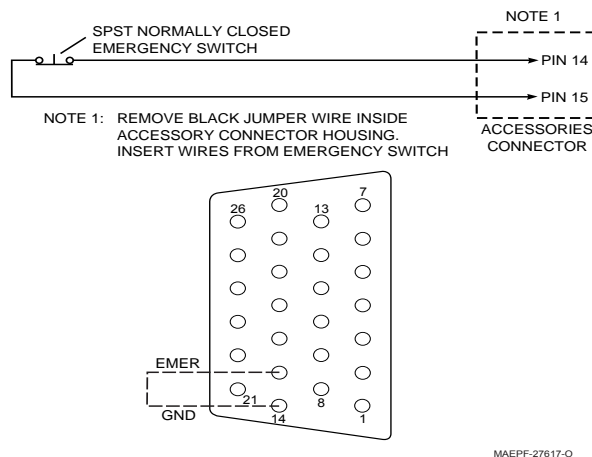 NOTE 1
SPST NORMALLY CLOSED
EMERGENCY SWITCH
PIN 14
PIN 15
NOTE 1: REMOVE BLACK JUMPER WIRE INSIDE
ACCESSORY CONNECTOR HOUSING.
INSERT WIRES FROM EMERGENCY SWITCH
ACCESSORIES
CONNECTOR
20
7
26
13
EMER
GND
21
14
8
1
MAEPF-27617-O